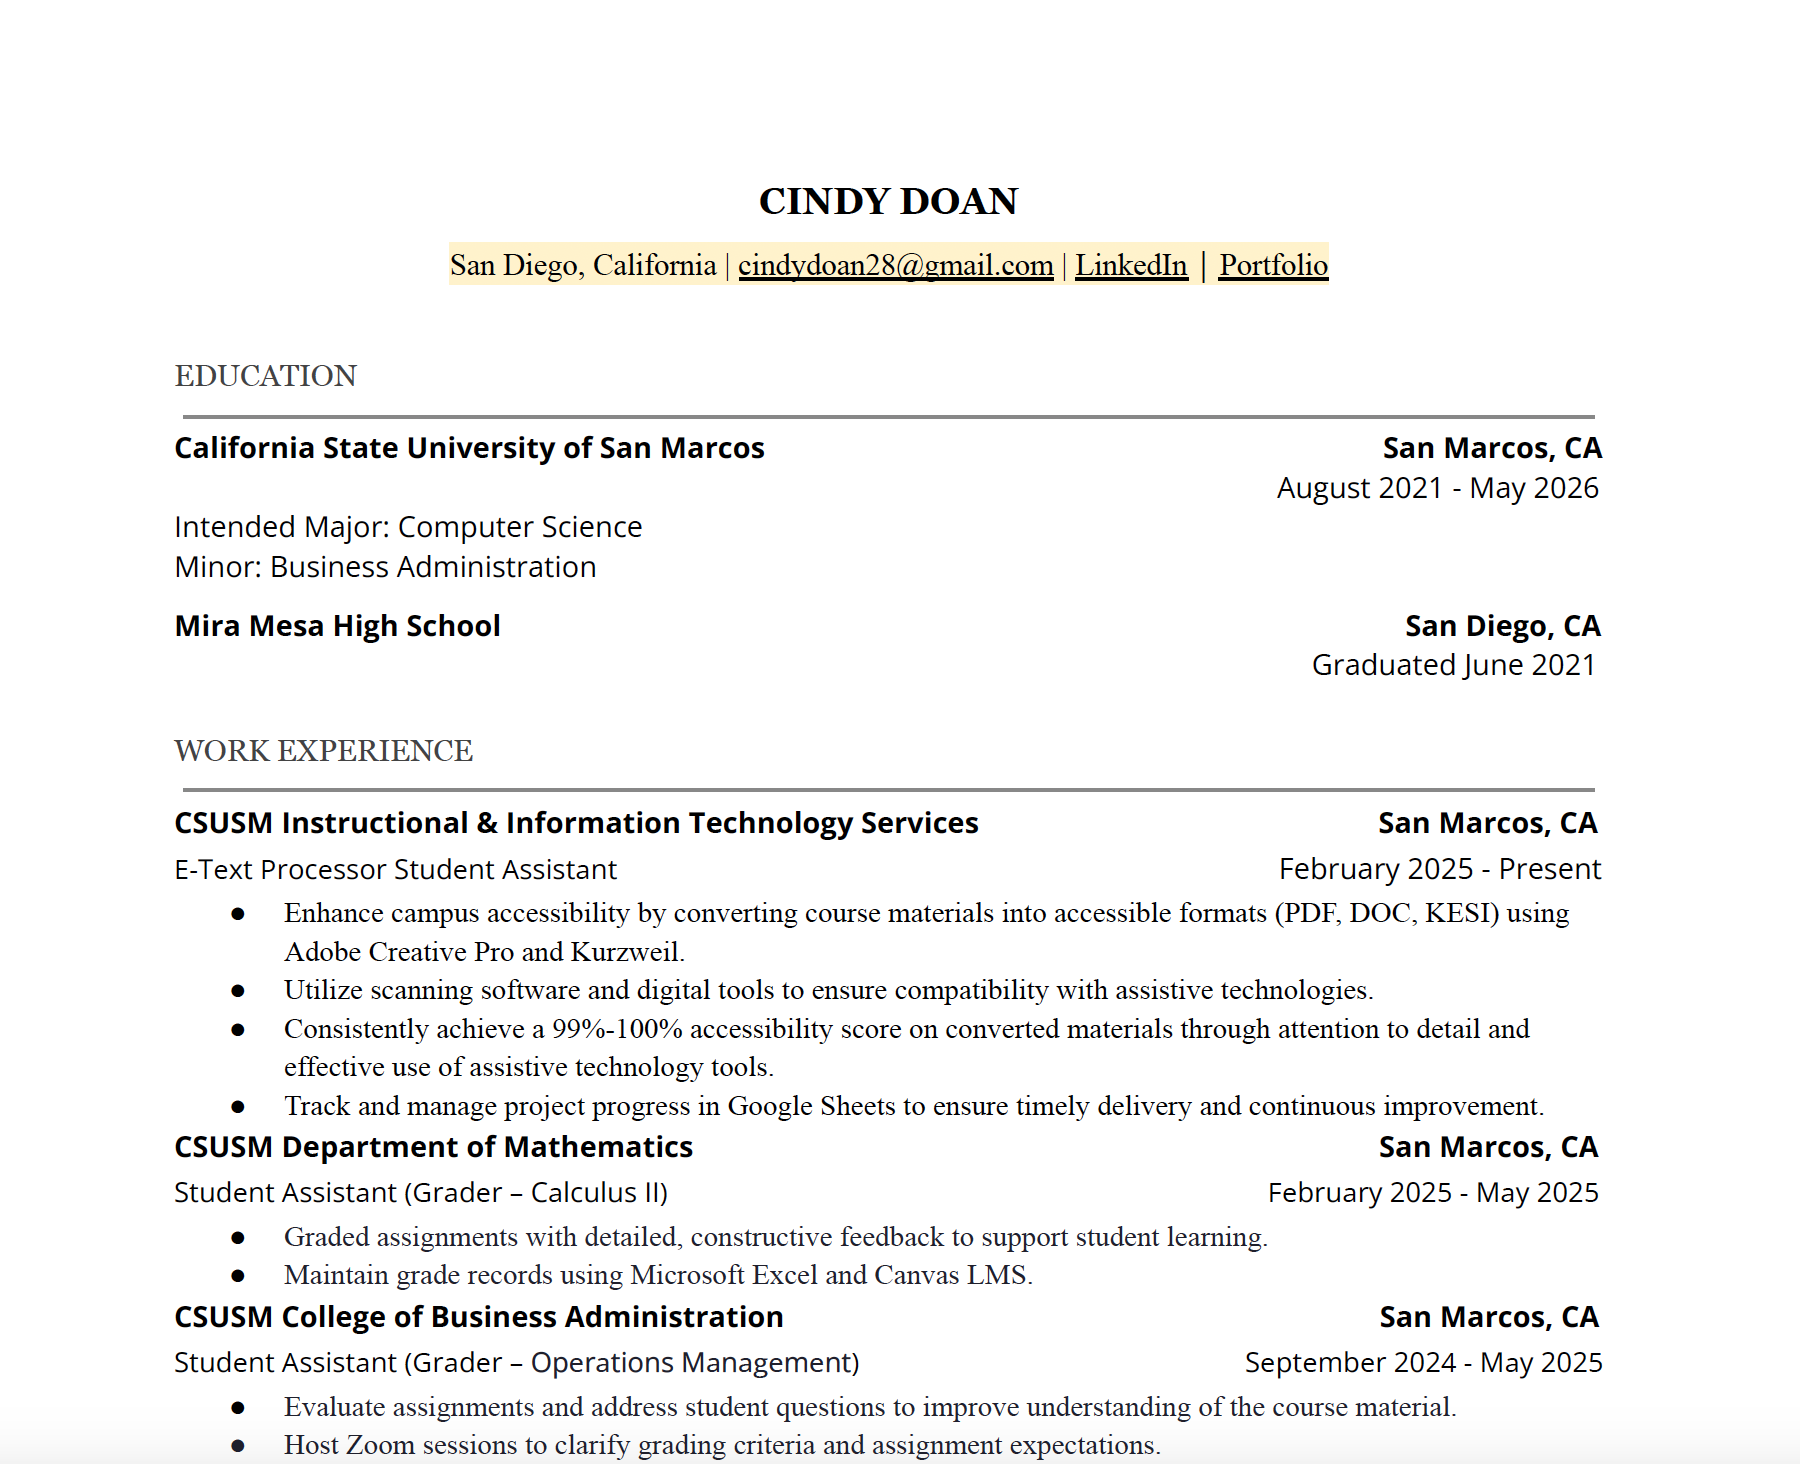 CINDY DOAN
San Diego, California | cindydoan28@gmail.com | LinkedIn | Portfolio
EDUCATION
California State University of San Marcos San Marcos, CA
August 2021 - May 2026
Intended Major: Computer Science
Minor: Business Administration
Mira Mesa High School San Diego, CA
Graduated June 2021
WORK EXPERIENCE
CSUSM Instructional & Information Technology Services San Marcos, CA
E-Text Processor Student Assistant February 2025 - Present
● Enhance campus accessibility by converting course materials into accessible formats (PDF, DOC, KESI) using
Adobe Creative Pro and Kurzweil.
● Utilize scanning software and digital tools to ensure compatibility with assistive technologies.
● Consistently achieve a 99%-100% accessibility score on converted materials through attention to detail and
effective use of assistive technology tools.
● Track and manage project progress in Google Sheets to ensure timely delivery and continuous improvement.
CSUSM Department of Mathematics San Marcos, CA
Student Assistant (Grader – Calculus II) February 2025 - May 2025
● Graded assignments with detailed, constructive feedback to support student learning.
● Maintain grade records using Microsoft Excel and Canvas LMS.
CSUSM College of Business Administration San Marcos, CA
Student Assistant (Grader – Operations Management) September 2024 - May 2025
● Evaluate assignments and address student questions to improve understanding of the course material.
● Host Zoom sessions to clarify grading criteria and assignment expectations.